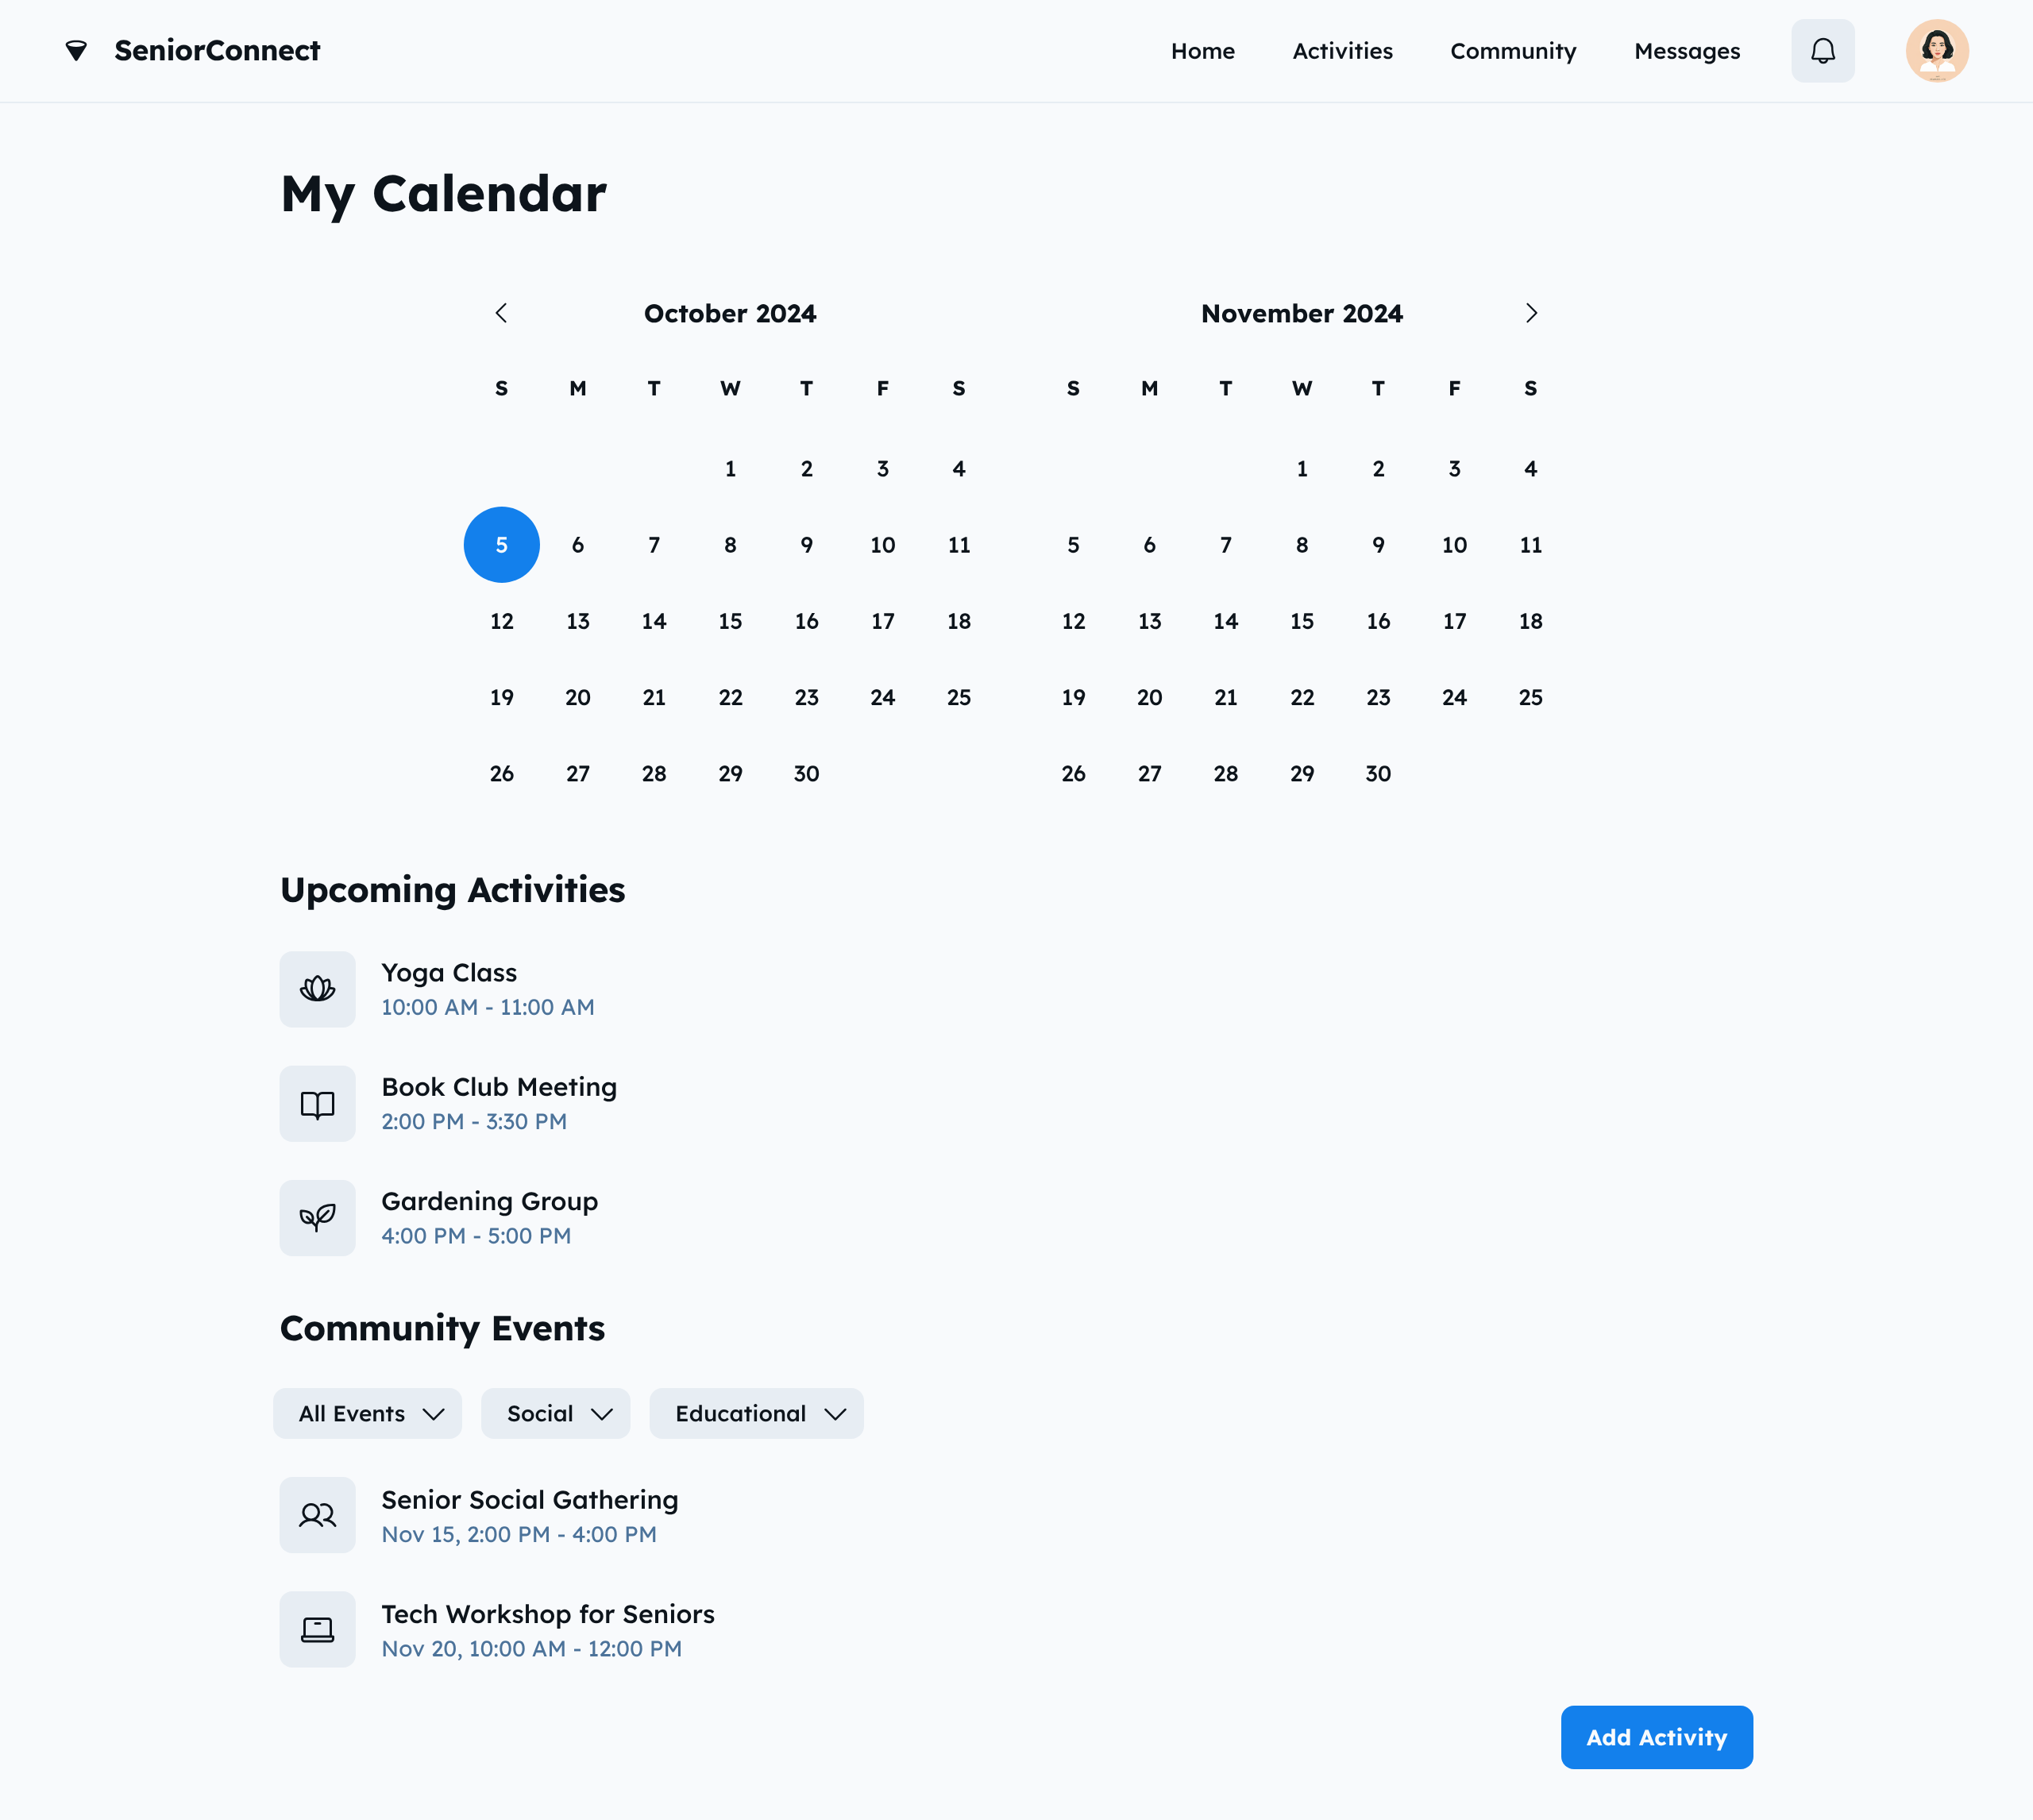 SeniorConnect
Home Activities Community Messages
My Calendar
October 2024
S M T W T F S
1 2 3 4
5 6 7 8 9 10 11
12 13 14 15 16 17 18
19 20 21 22 23 24 25
26 27 28 29 30
November 2024
S M T W T F S
1 2 3 4
5 6 7 8 9 10 11
12 13 14 15 16 17 18
19 20 21 22 23 24 25
26 27 28 29 30
Upcoming Activities
Yoga Class
10:00 AM - 11:00 AM
Book Club Meeting
2:00 PM - 3:30 PM
Gardening Group
4:00 PM - 5:00 PM
Community Events
All Events Social Educational
Senior Social Gathering
Nov 15, 2:00 PM - 4:00 PM
Tech Workshop for Seniors
Nov 20, 10:00 AM - 12:00 PM
Add Activity